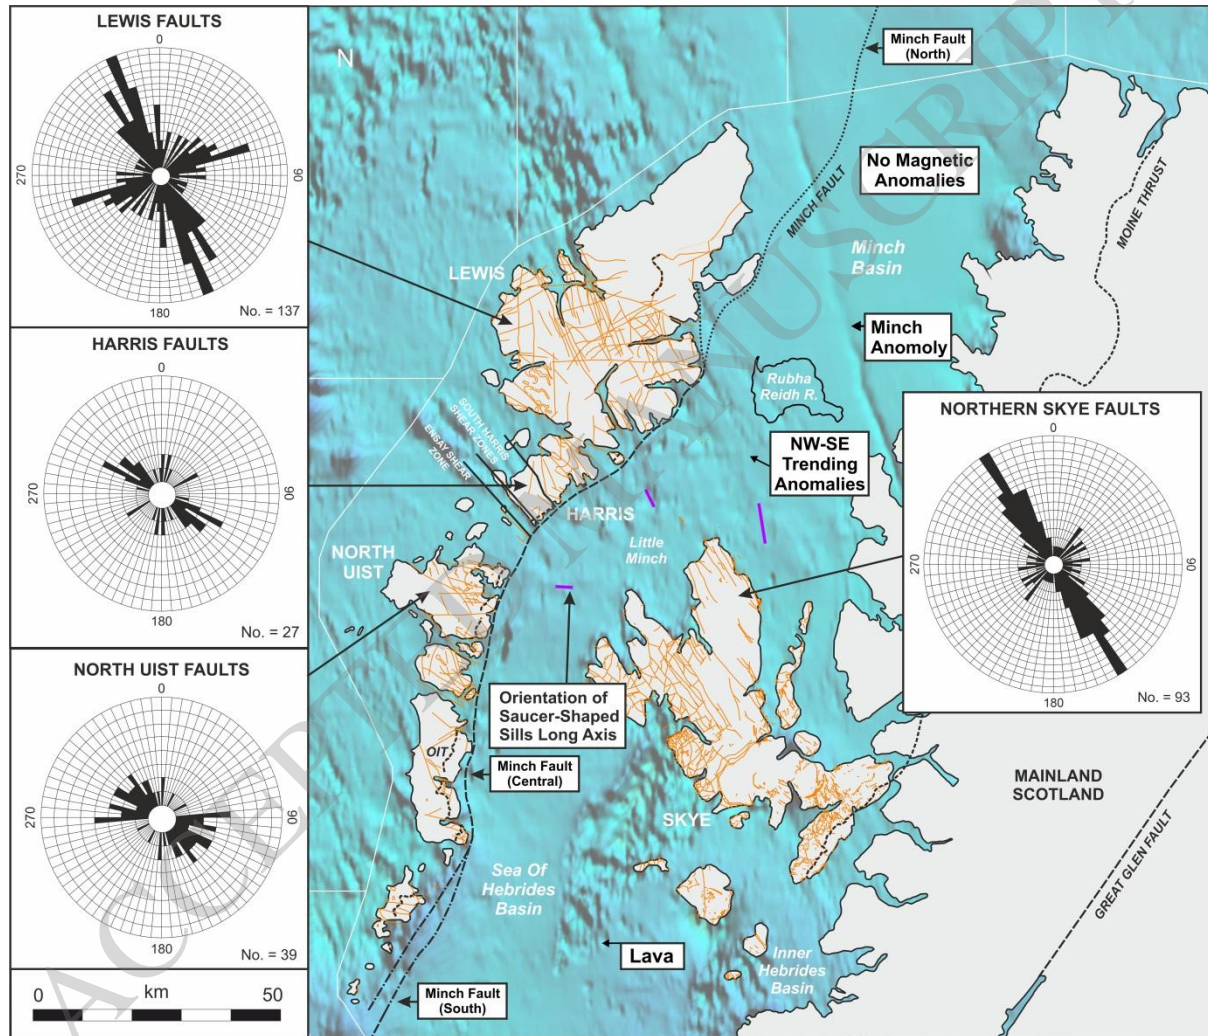 LEWIS FAULTS
0
270
90
180
No. = 137
HARRIS FAULTS
0
270
90
180
No. = 27
NORTH UIST FAULTS
0
270
90
180
No. = 39
0
km
50
N
Minch Fault
(North)
No Magnetic
Anomalies
MINCH FAULT
MOINE THRUST
Minch
Basin
LEWIS
Minch
Anomoly
Rubha
Reidh R.
SOUTH HARRIS
SHEAR ZONES
ENSAY SHEAR
ZONE
NW-SE
Trending
Anomalies
HARRIS
Little
Minch
NORTH
UIST
NORTHERN SKYE FAULTS
0
270
90
180
No. = 93
Orientation of
Saucer-Shaped
Sills Long Axis
OIT
Minch Fault
(Central)
SKYE
MAINLAND
SCOTLAND
GREAT GLEN FAULT
Sea Of
Hebrides
Basin
Lava
Inner
Hebrides
Basin
Minch Fault
(South)
ACCEPTED MANUSCRIPT